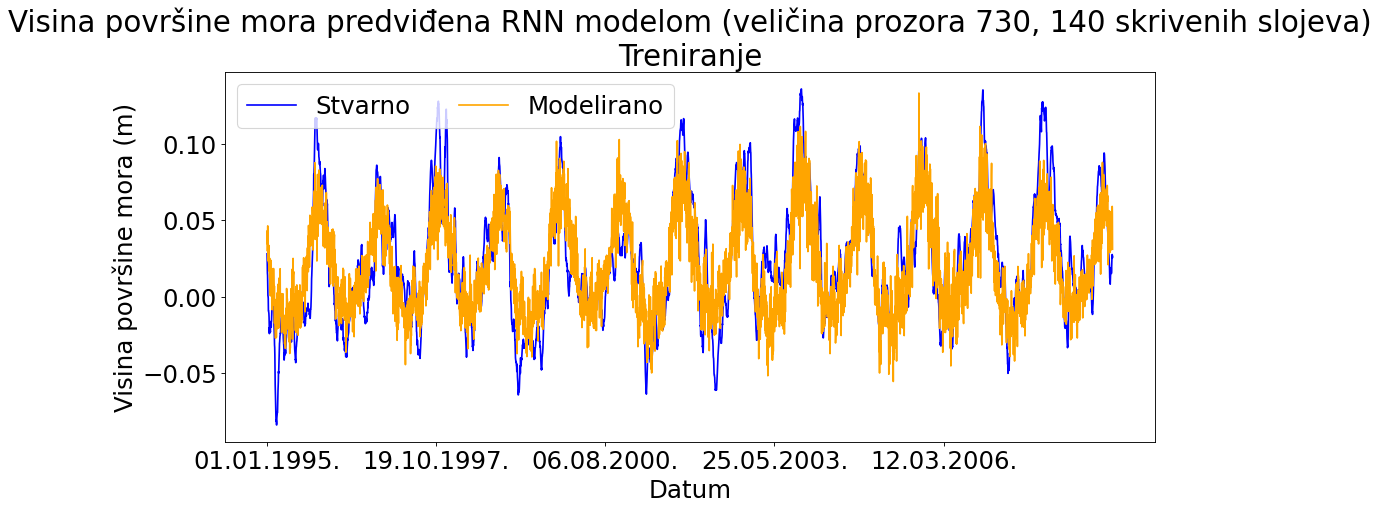 Visina površine mora predviđena RNN modelom (veličina prozora 730, 140 skrivenih slojeva)
Treniranje
Stvarno Modelirano
Visina površine mora (m)
0.10
0.05
0.00
−0.05
01.01.1995. 19.10.1997. 06.08.2000. 25.05.2003. 12.03.2006.
Datum